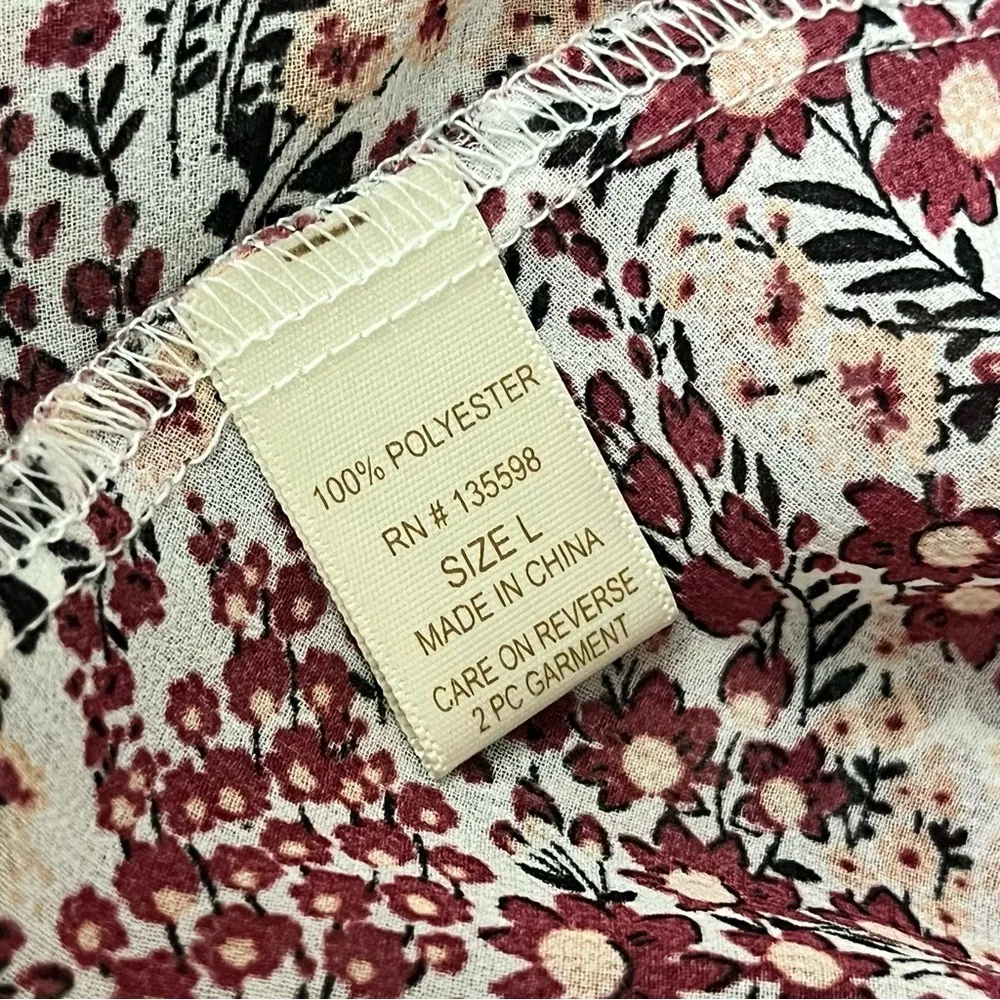 100% POLYESTER
RN # 135598
SIZE L
MADE IN CHINA
CARE ON REVERSE
2 PC GARMENT